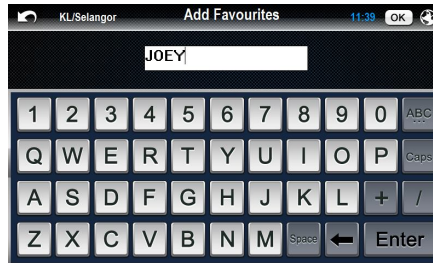 KL/Selangor Add Favourites 11:39 OK
JOEY
1 2 3 4 5 6 7 8 9 0 ABC...
Q W E R T Y U I O P Caps
A S D F G H J K L + /
Z X C V B N M Space Enter